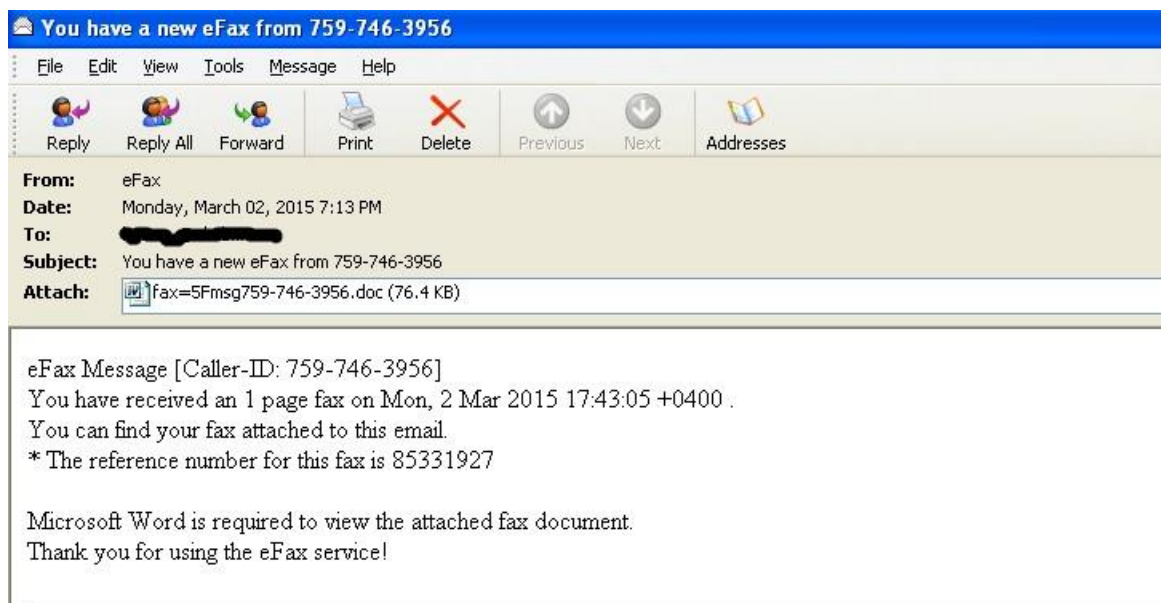 You have a new eFax from 759-746-3956
File Edit View Tools Message Help
Reply Reply All Forward Print Delete Previous Next Addresses
From: eFax
Date: Monday, March 02, 2015 7:13 PM
To:
Subject: You have a new eFax from 759-746-3956
Attach: fax=5Fmsg759-746-3956.doc (76.4 KB)
eFax Message [Caller-ID: 759-746-3956]
You have received an 1 page fax on Mon, 2 Mar 2015 17:43:05 +0400 .
You can find your fax attached to this email.
* The reference number for this fax is 85331927
Microsoft Word is required to view the attached fax document.
Thank you for using the eFax service!